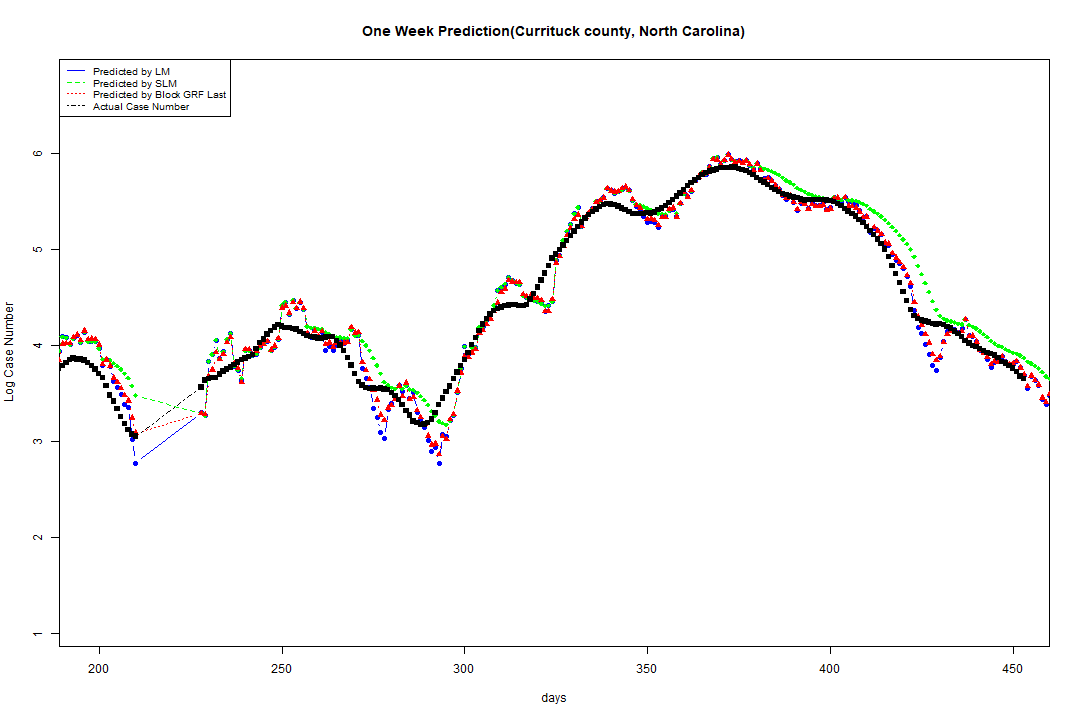 One Week Prediction(Currituck county, North Carolina)
Predicted by LM
Predicted by SLM
Predicted by Block GRF Last
Actual Case Number
6
5
4
3
2
1
Log Case Number
200 250 300 350 400 450
days